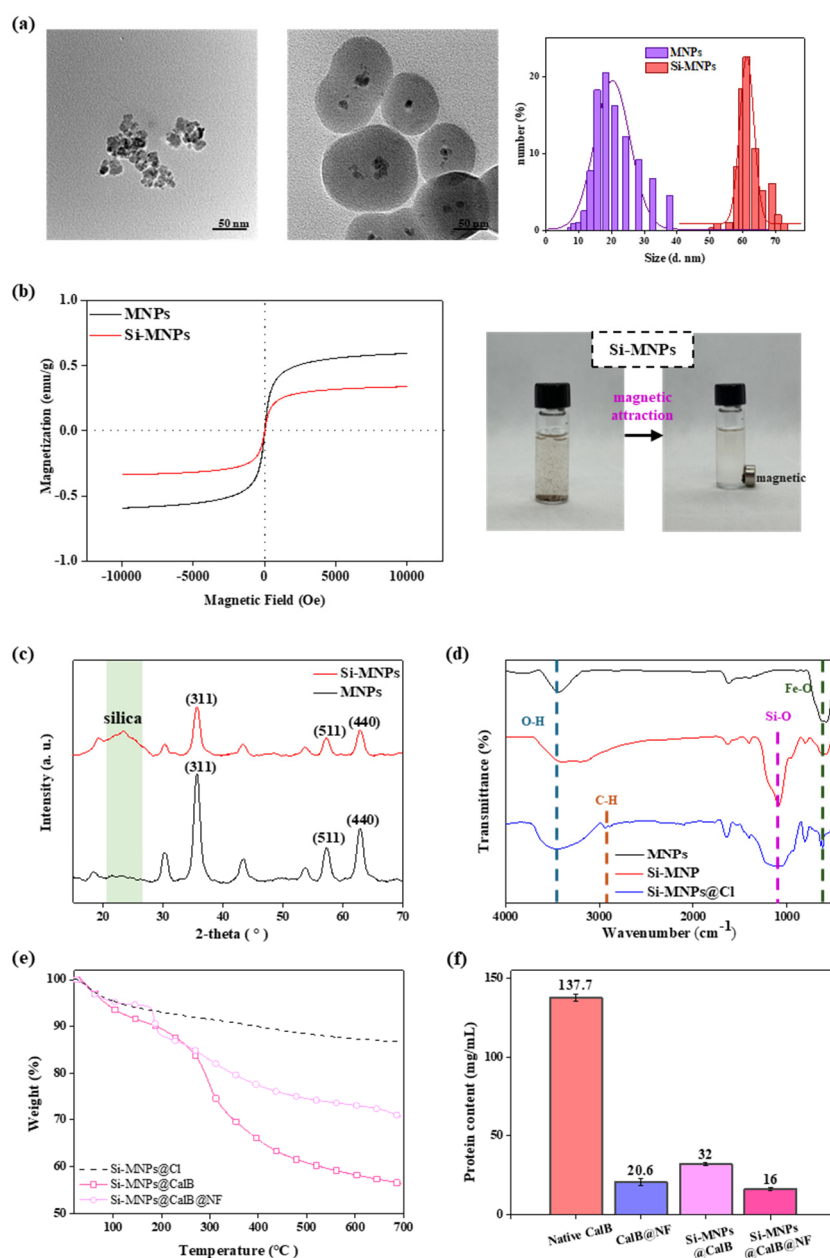 (a)
50 nm
50 nm
MNPs
Si-MNPs
number (%)
20
10
0
0 10 20 30 40 50 60 70
Size (d. nm)
(b)
MNPs
Si-MNPs
Magnetization (emu/g)
1.0
0.5
0.0
-0.5
-1.0
-10000 -5000 0 5000 10000
Magnetic Field (Oe)
Si-MNPs
magnetic
attraction
magnetic
(c)
Si-MNPs
MNPs
silica
(311)
(511)
(440)
(311)
(511)
(440)
Intensity (a. u.)
20 30 40 50 60 70
2-theta ( ° )
(d)
O-H
C-H
Si-O
Fe-O
Transmittance (%)
MNPs
Si-MNP
Si-MNPs@Cl
4000 3000 2000 1000
Wavenumber (cm-1)
(e)
Weight (%)
100
90
80
70
60
50
Si-MNPs@Cl
Si-MNPs@CalB
Si-MNPs@CalB@NF
100 200 300 400 500 600 700
Temperature (°C)
(f)
Protein content (mg/mL)
150
100
50
0
137.7
20.6
32
16
Native CalB
CalB@NF
Si-MNPs
@CalB
Si-MNPs
@CalB@NF